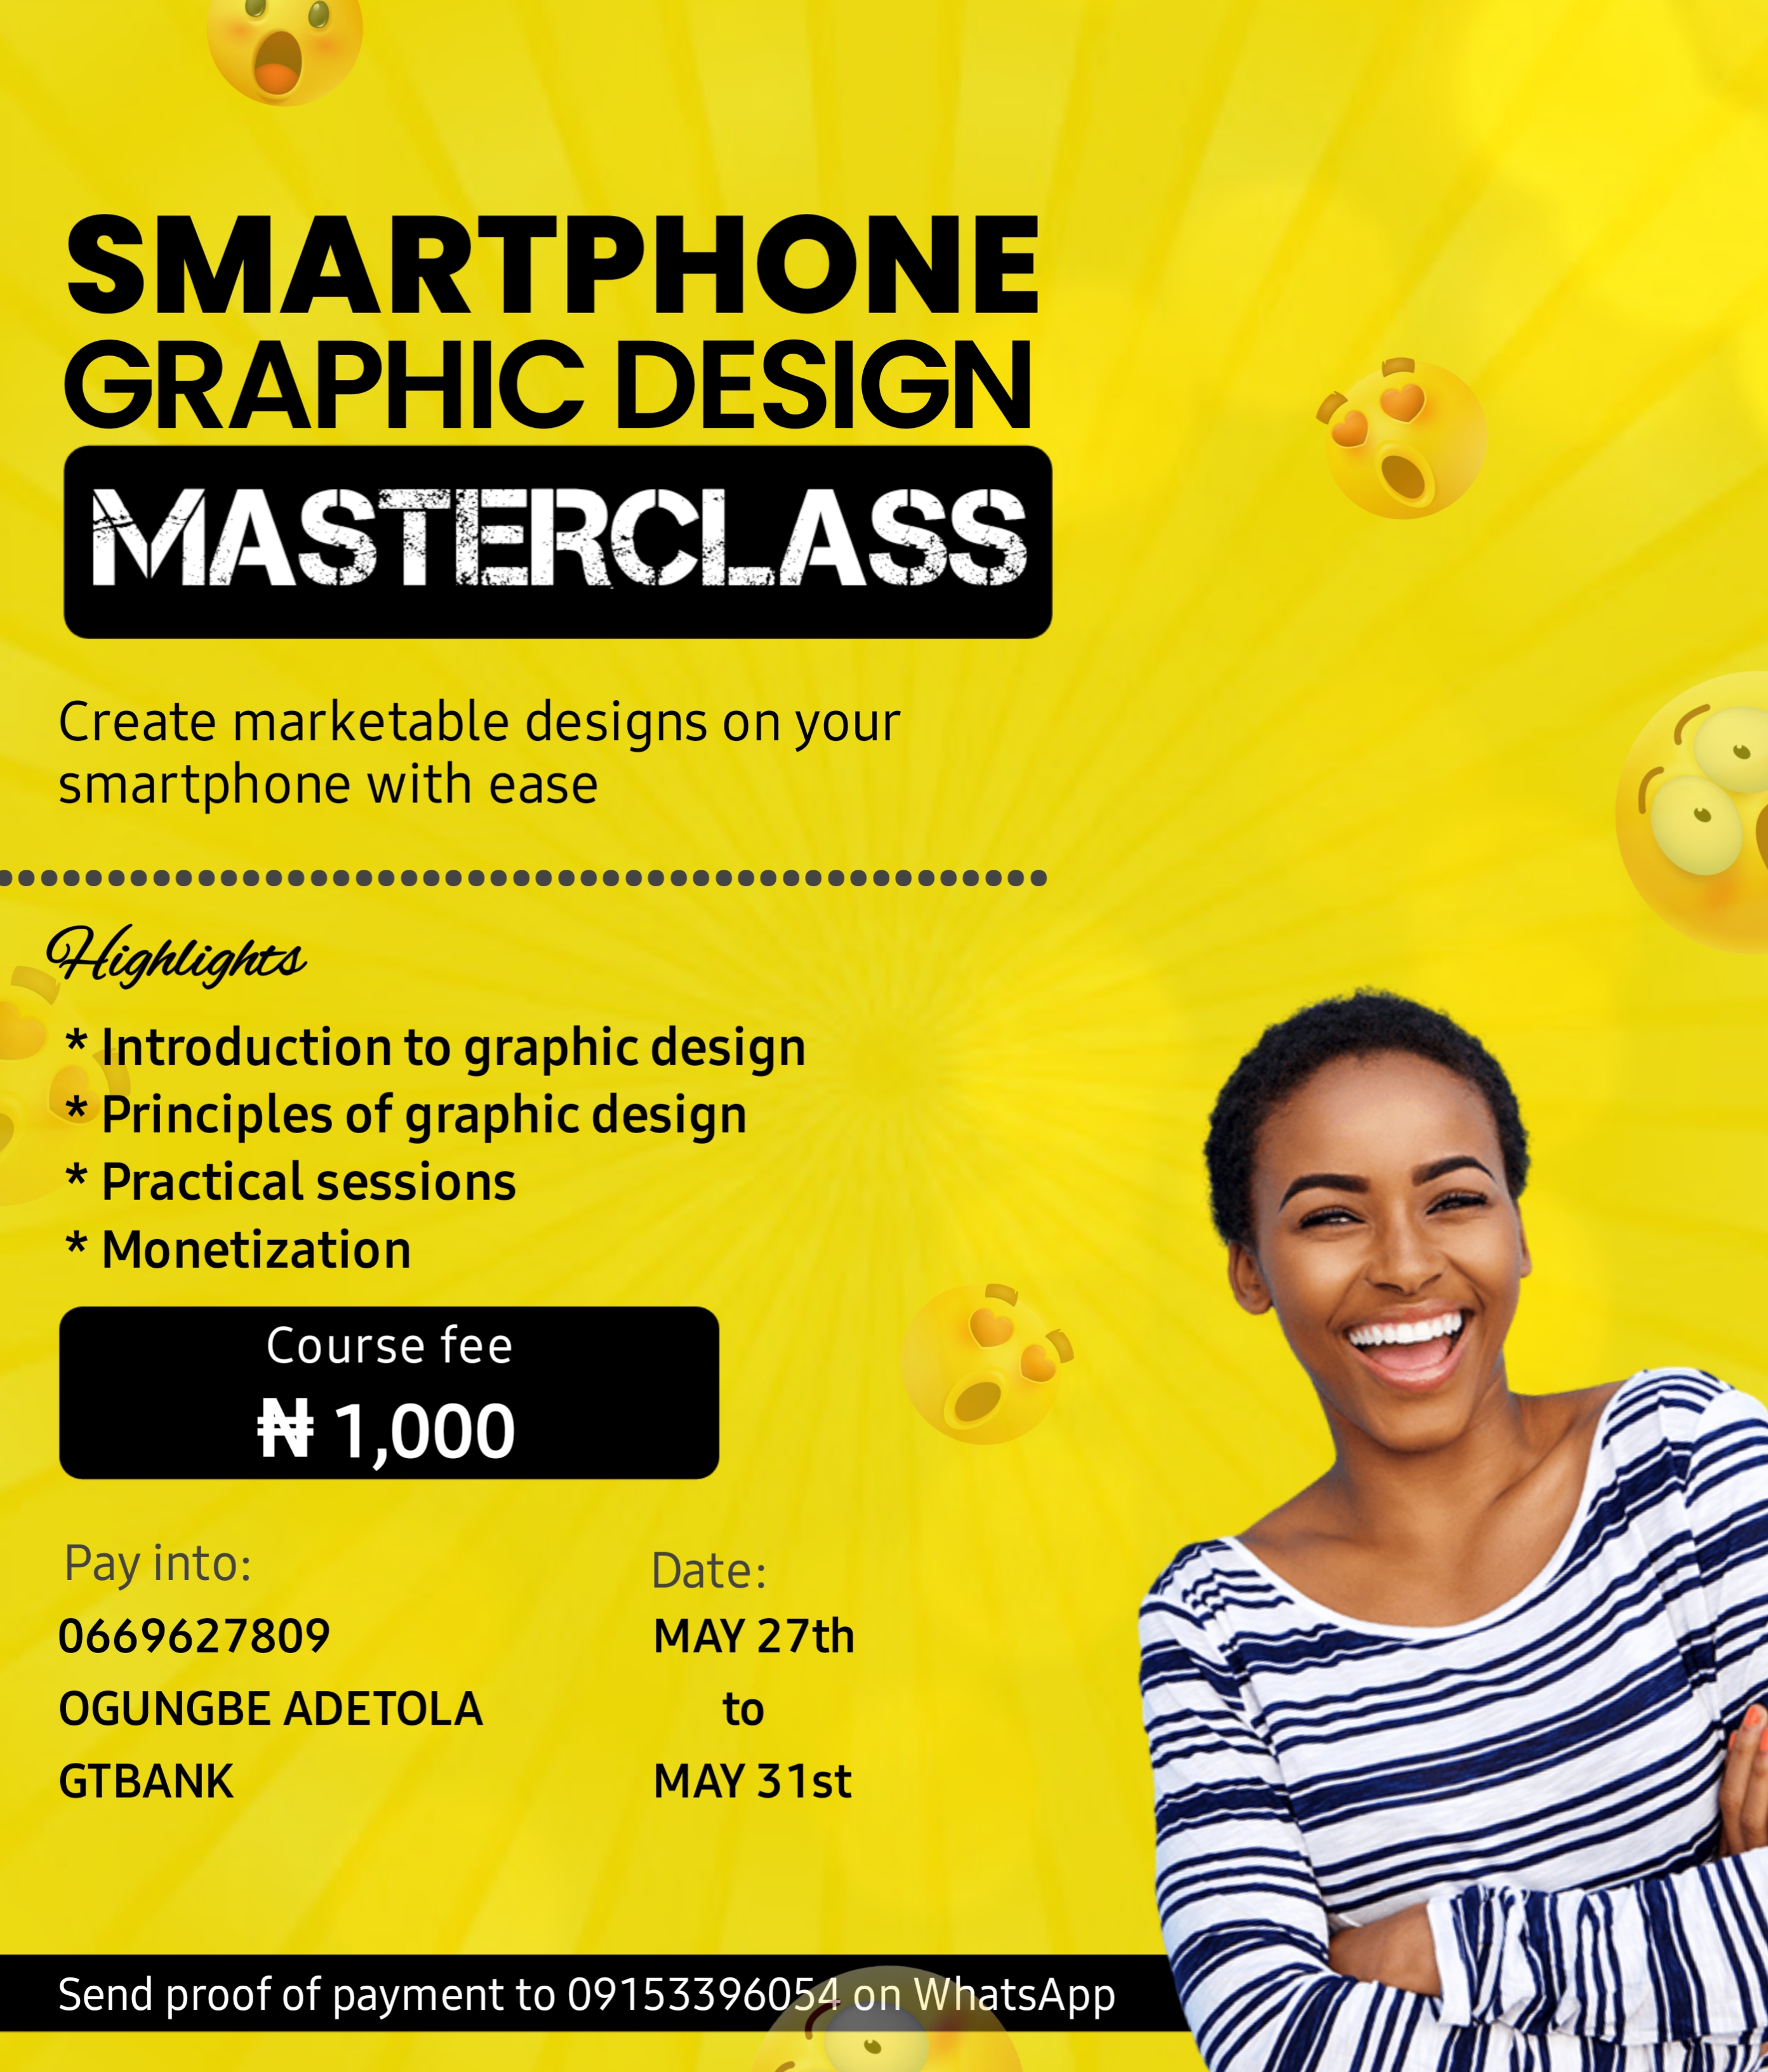 SMARTPHONE
GRAPHIC DESIGN
MASTERCLASS
Create marketable designs on your
smartphone with ease
Highlights
* Introduction to graphic design
* Principles of graphic design
* Practical sessions
* Monetization
Course fee
₦ 1,000
Pay into:
0669627809
OGUNGBE ADETOLA
GTBANK
Date:
MAY 27th
to
MAY 31st
Send proof of payment to 09153396054 on WhatsApp